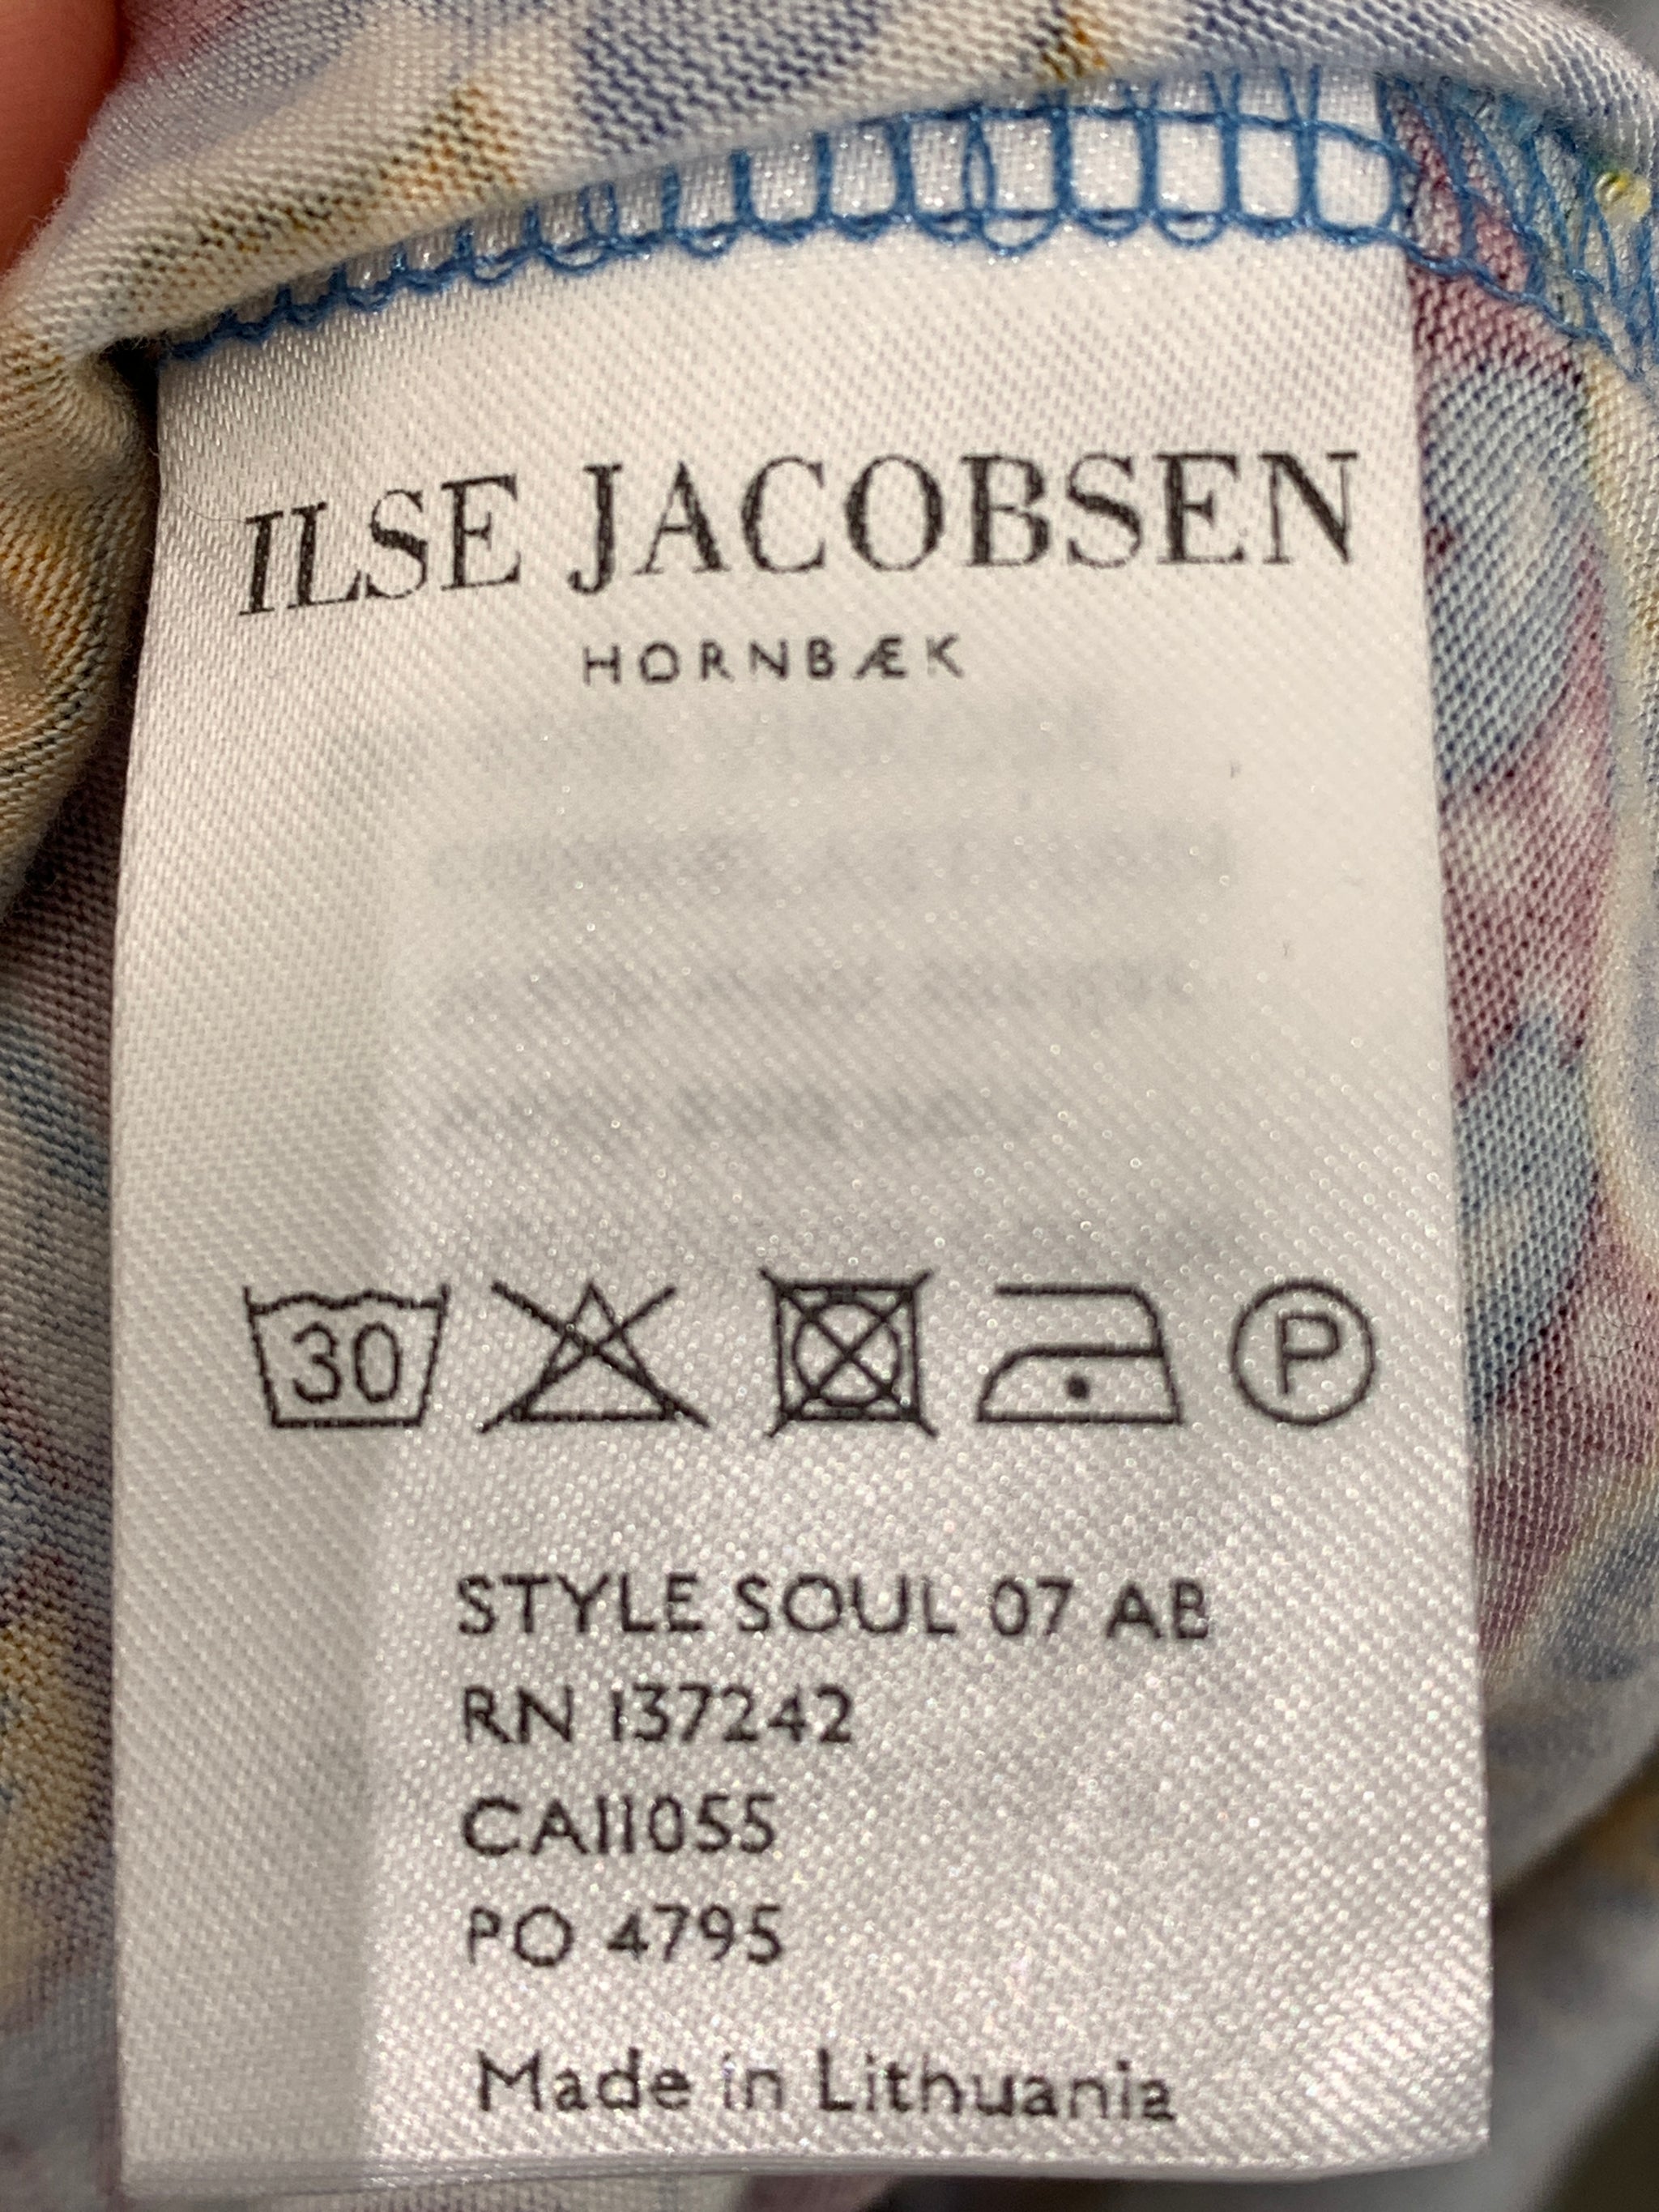 ILSE JACOBSEN
HORNBÆK
30
P
STYLE SOUL 07 AB
RN 137242
CA11055
PO 4795
Made in Lithuania